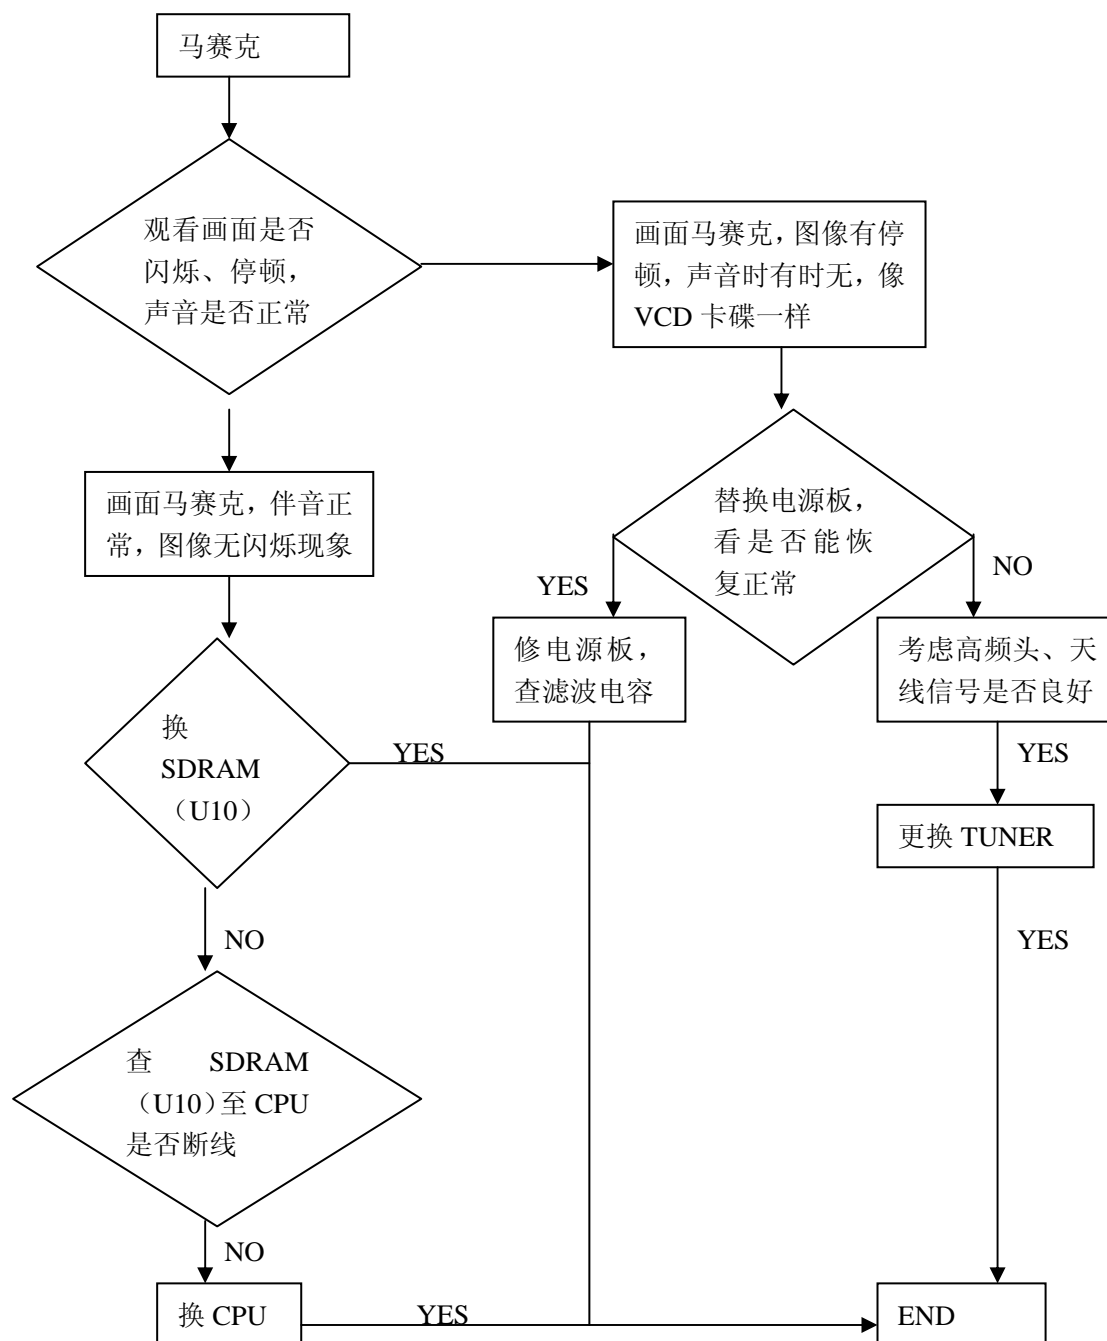 马赛克
观看画面是否
闪烁、停顿，
声音是否正常
画面马赛克，图像有停
顿，声音时有时无，像
VCD 卡碟一样
画面马赛克，伴音正
常，图像无闪烁现象
替换电源板，
看是否能恢
复正常
YES
NO
修电源板，
查滤波电容
考虑高频头、天
线信号是否良好
换
SDRAM
（U10）
YES
YES
更换 TUNER
NO
YES
查 SDRAM
（U10）至 CPU
是否断线
NO
换 CPU
YES
END